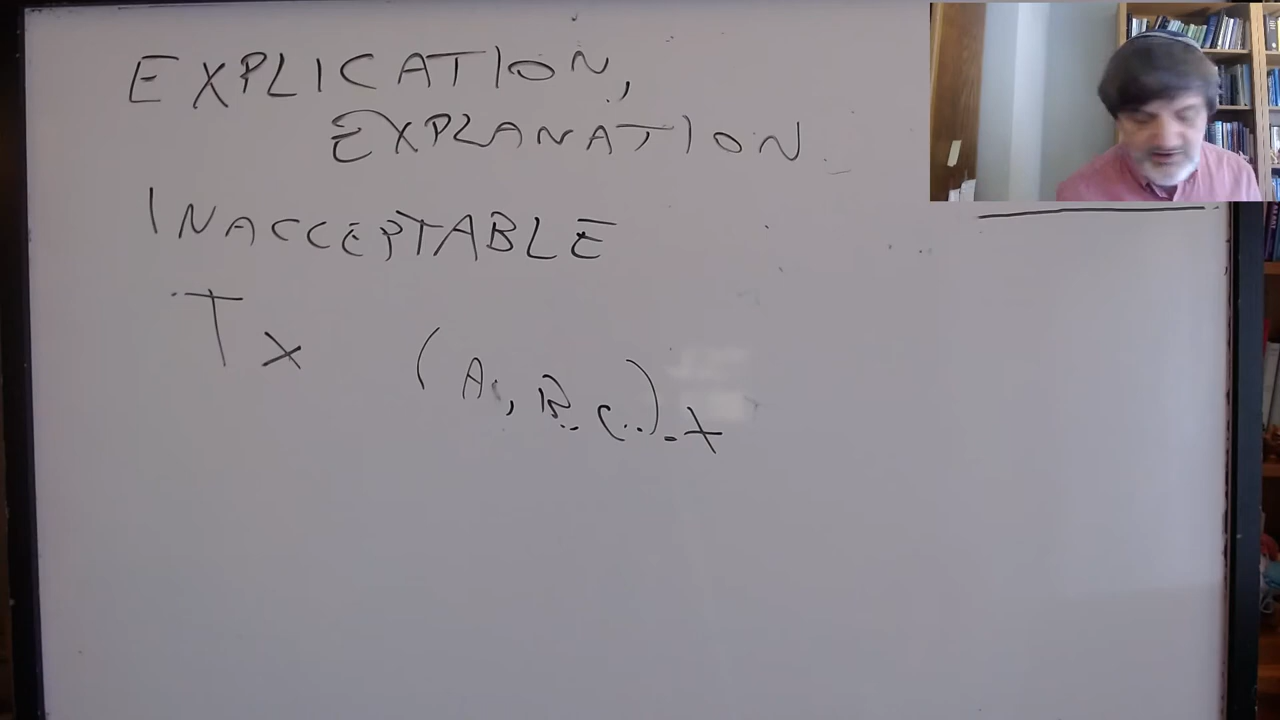 EXPLICATION,
EXPLANATION
INACCEPTABLE
Tx (A, B, C..).x